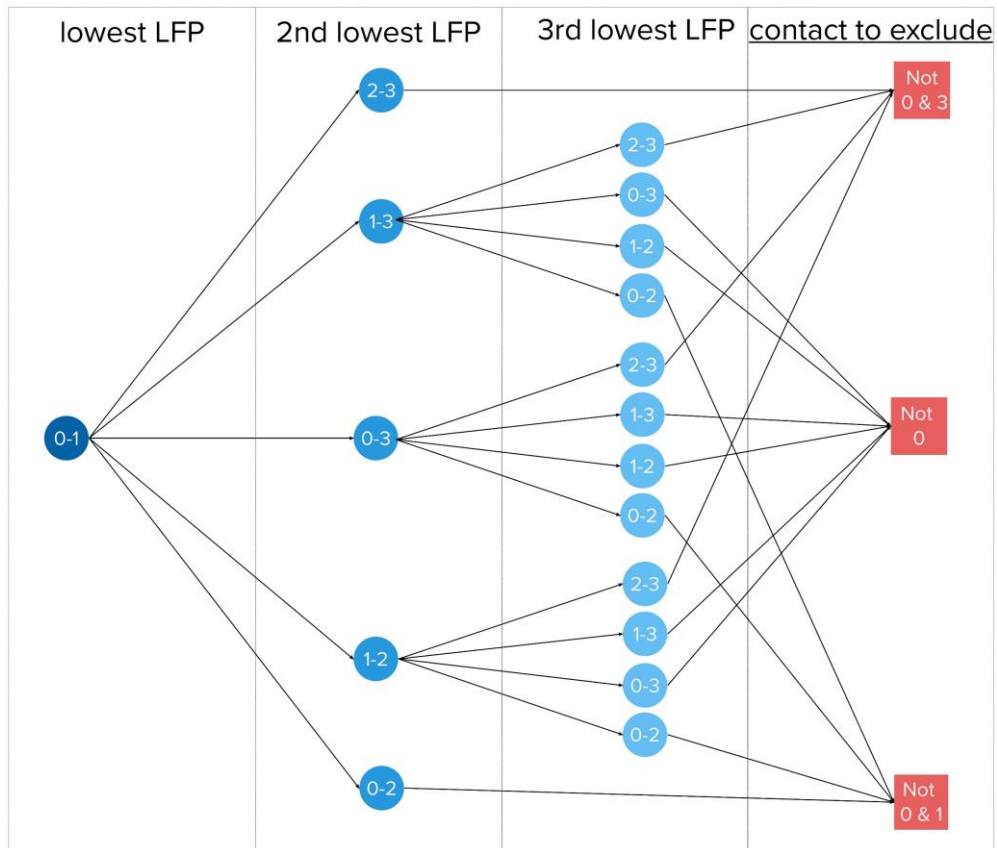 lowest LFP
2nd lowest LFP
3rd lowest LFP
contact to exclude
0-1
2-3
1-3
0-3
1-2
0-2
2-3
0-3
1-2
0-2
2-3
1-3
1-2
0-2
2-3
1-3
0-3
0-2
Not
0 & 3
Not
0
Not
0 & 1